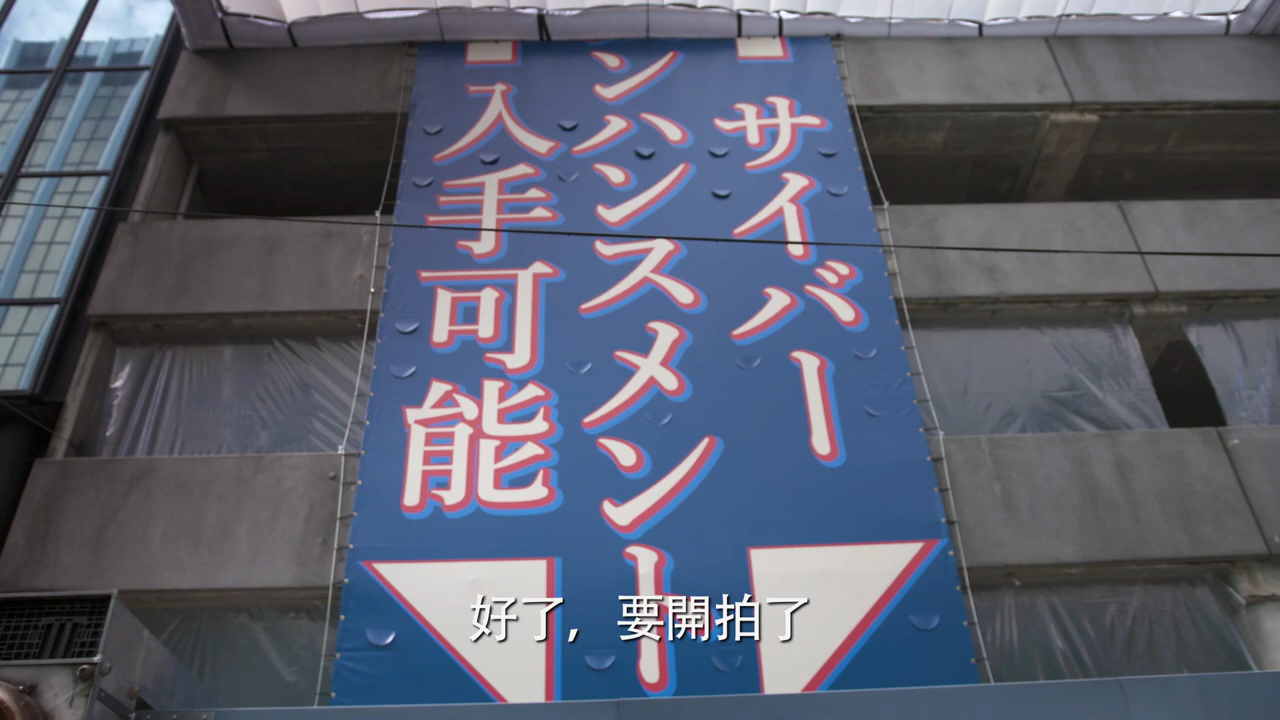 サイバー
ンハンスメント
入手可能
好了，要開拍了